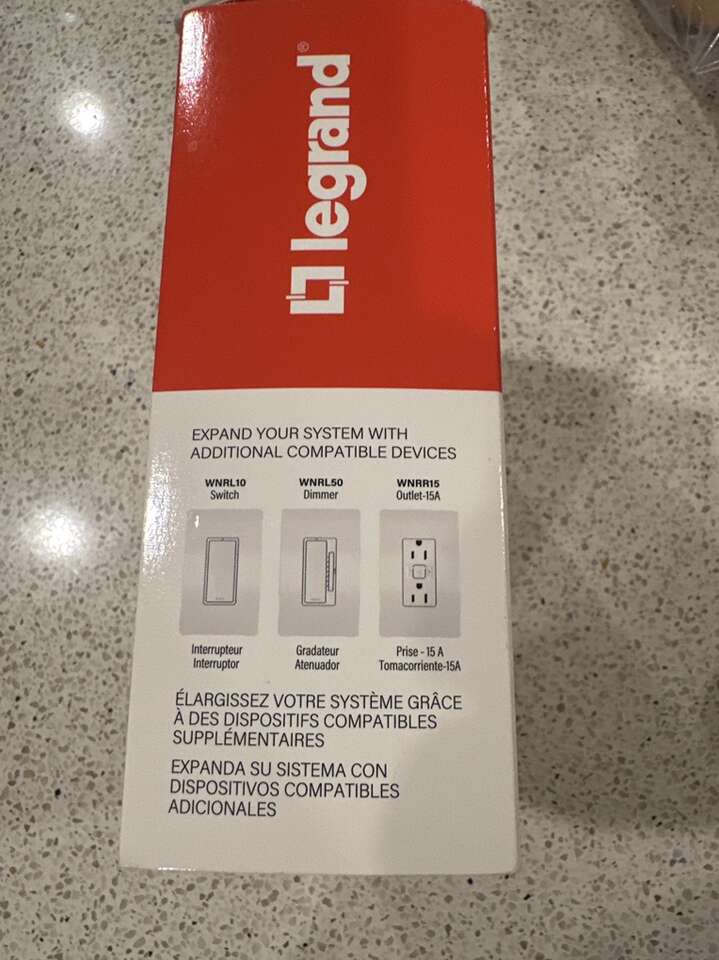 legrand®
EXPAND YOUR SYSTEM WITH
ADDITIONAL COMPATIBLE DEVICES
WNRL10
Switch
WNRL50
Dimmer
WNRR15
Outlet-15A
Interrupteur
Interruptor
Gradateur
Atenuador
Prise - 15 A
Tomacorriente-15A
ÉLARGISSEZ VOTRE SYSTÈME GRÂCE
À DES DISPOSITIFS COMPATIBLES
SUPPLÉMENTAIRES
EXPANDA SU SISTEMA CON
DISPOSITIVOS COMPATIBLES
ADICIONALES